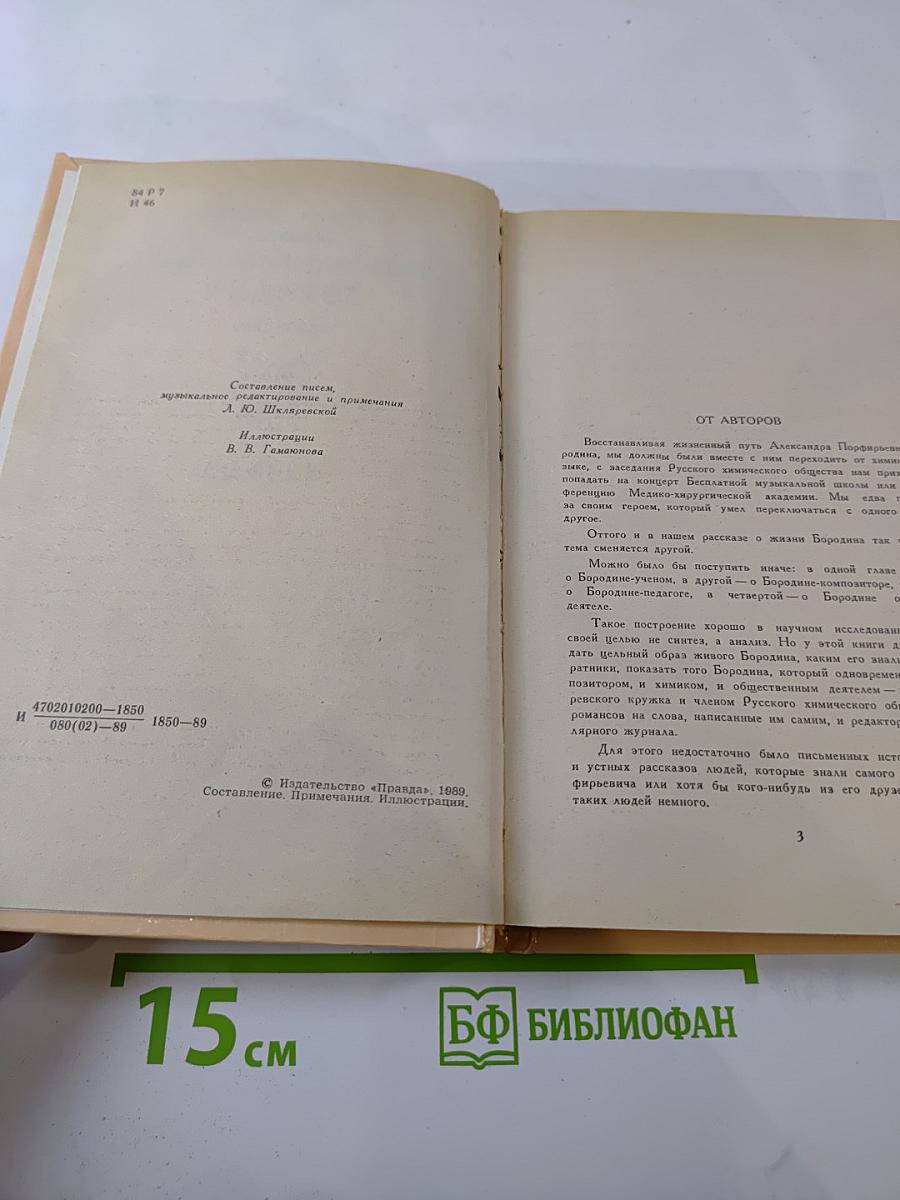 84 Р 7
И 46
Составление писем,
музыкальное редактирование и примечания
Л. Ю. Шкляревской
Иллюстрации
В. В. Гамаюнова
И 4702010200—1850
080(02)—89
1850—89
© Издательство «Правда», 1989.
Составление. Примечания. Иллюстрации.
ОТ АВТОРОВ
Восстанавливая жизненный путь Александра Порфирьеви
родина, мы должны были вместе с ним переходить от хими
зыке, с заседания Русского химического общества нам прих
попадать на концерт Бесплатной музыкальной школы или
ференцию Медико-хирургической академии. Мы едва п
за своим героем, который умел переключаться с одного
другое.
Оттого и в нашем рассказе о жизни Бородина так
тема сменяется другой.
Можно было бы поступить иначе: в одной главе
о Бородине-ученом, в другой — о Бородине-композиторе,
о Бородине-педагоге, в четвертой — о Бородине о
деятеле.
Такое построение хорошо в научном исследовани
своей целью не синтез, а анализ. Но у этой книги д
дать цельный образ живого Бородина, каким его знали
ратники, показать того Бородина, который одновремен
позитором, и химиком, и общественным деятелем —
ревского кружка и членом Русского химического об
романсов на слова, написанные им самим, и редактор
лярного журнала.
Для этого недостаточно было письменных исто
и устных рассказов людей, которые знали самого
фирьевича или хотя бы кого-нибудь из его друзе
таких людей немного.
3
15 см
БФ БИБЛИОФАН